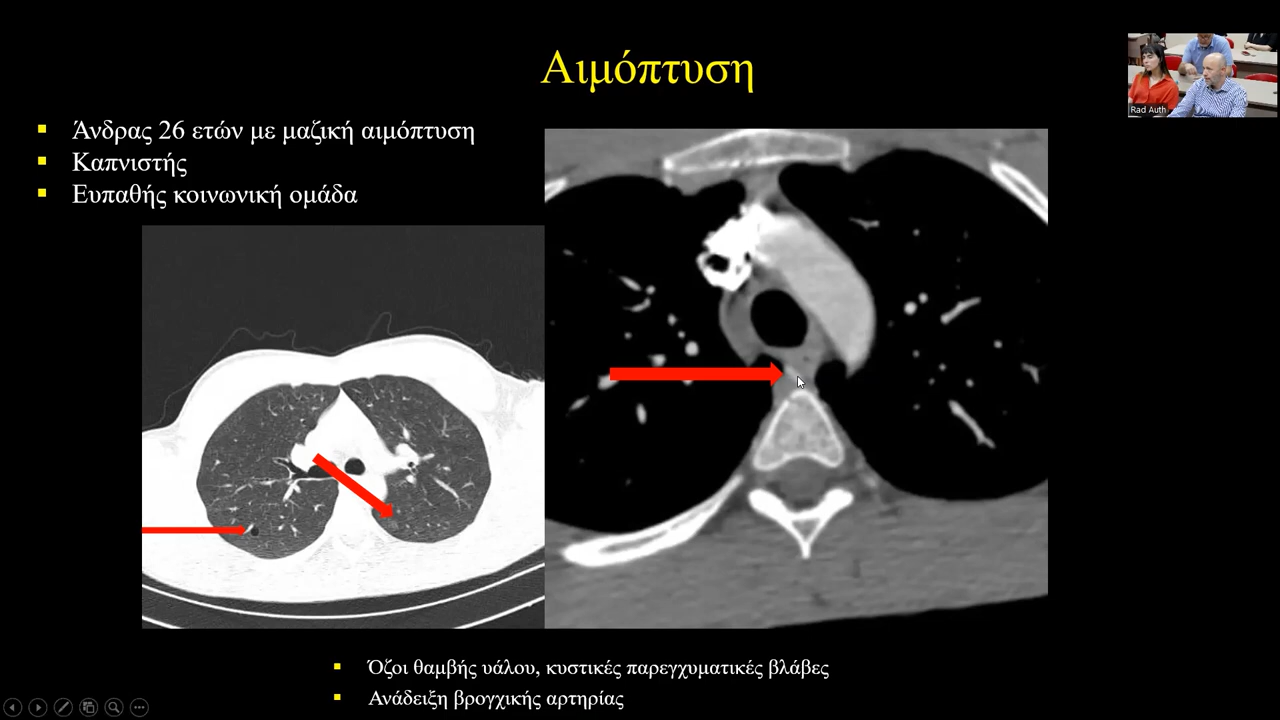 Αιμόπτυση
Άνδρας 26 ετών με μαζική αιμόπτυση
Καπνιστής
Ευπαθής κοινωνική ομάδα
Rad Auth
Όζοι θαμβής υάλου, κυστικές παρεγχυματικές βλάβες
Ανάδειξη βρογχικής αρτηρίας